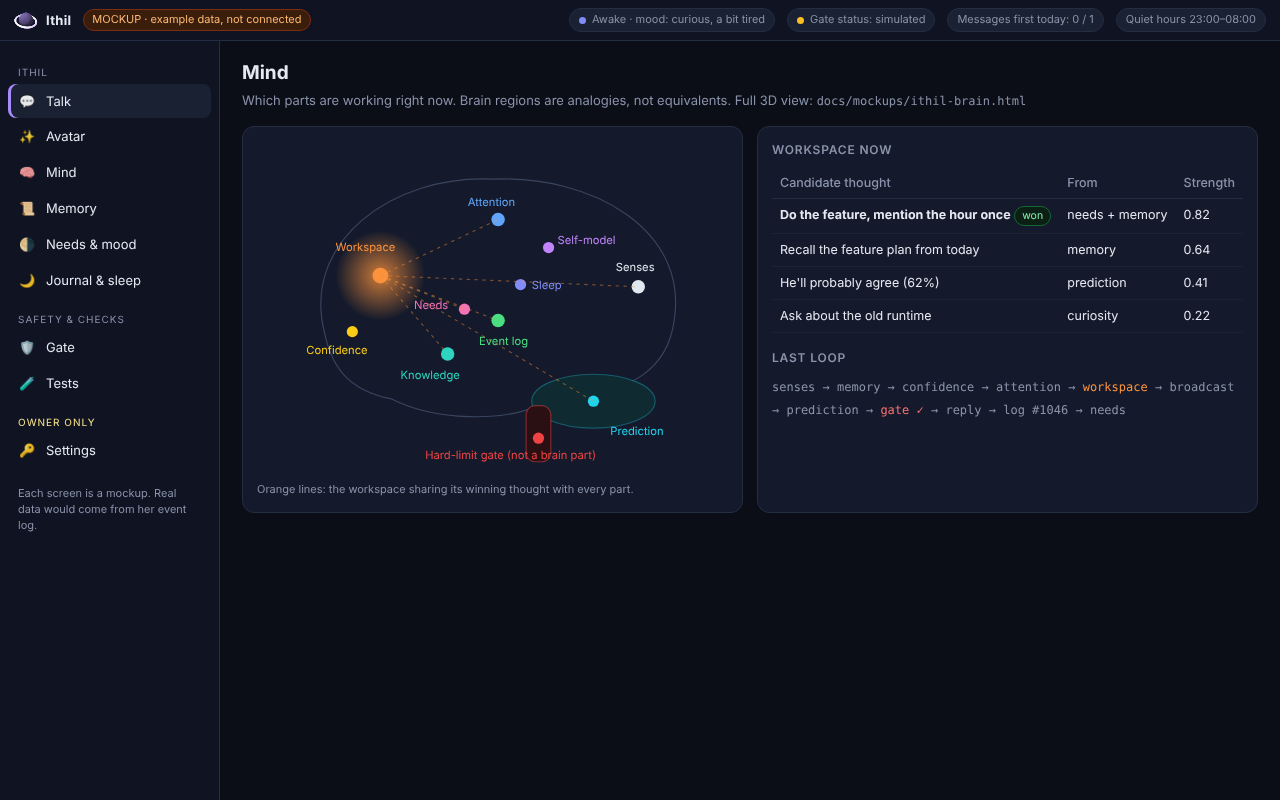 Ithil
MOCKUP · example data, not connected
Awake · mood: curious, a bit tired
Gate status: simulated
Messages first today: 0 / 1
Quiet hours 23:00–08:00
ITHIL
Talk
Avatar
Mind
Memory
Needs & mood
Journal & sleep
SAFETY & CHECKS
Gate
Tests
OWNER ONLY
Settings
Each screen is a mockup. Real
data would come from her event
log.
Mind
Which parts are working right now. Brain regions are analogies, not equivalents. Full 3D view: docs/mockups/ithil-brain.html
Attention
Self-model
Workspace
Senses
Sleep
Needs
Event log
Confidence
Knowledge
Prediction
Hard-limit gate (not a brain part)
Orange lines: the workspace sharing its winning thought with every part.
WORKSPACE NOW
Candidate thought From Strength
Do the feature, mention the hour once won needs + memory 0.82
Recall the feature plan from today memory 0.64
He'll probably agree (62%) prediction 0.41
Ask about the old runtime curiosity 0.22
LAST LOOP
senses → memory → confidence → attention → workspace → broadcast
→ prediction → gate ✓ → reply → log #1046 → needs